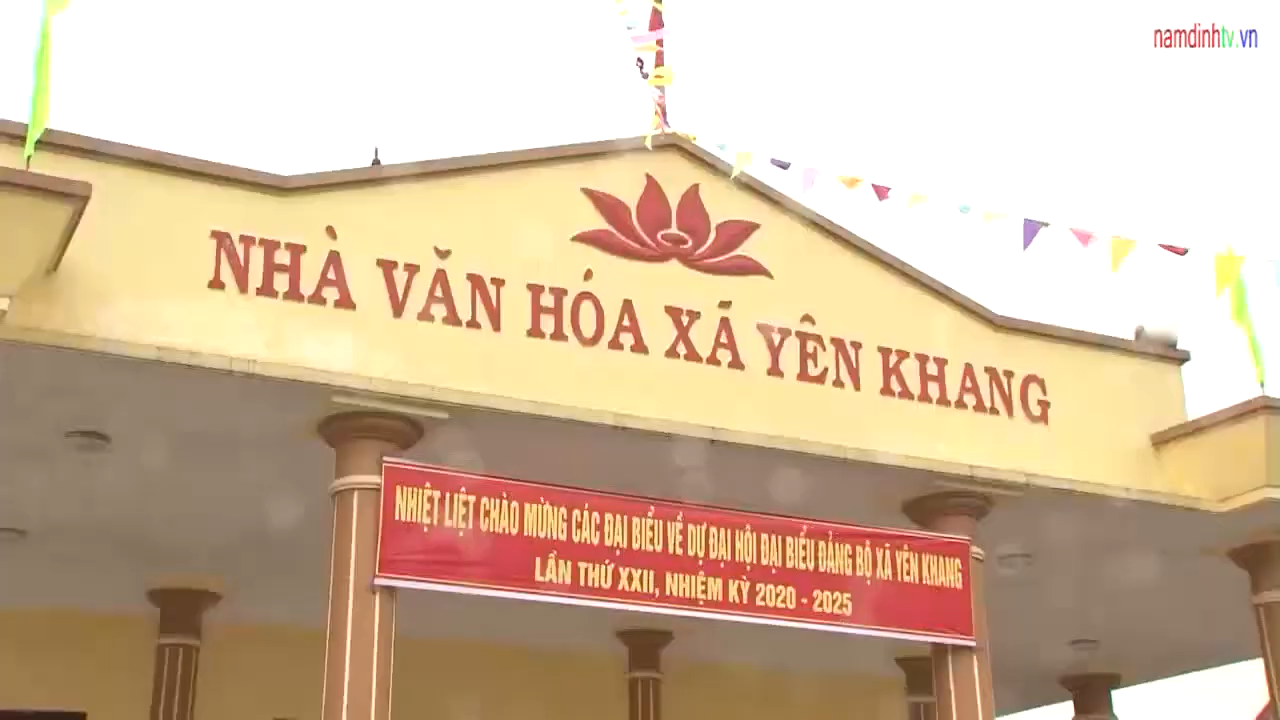 namdinhtv.vn
NHÀ VĂN HÓA XÃ YÊN KHANG
NHIỆT LIỆT CHÀO MỪNG CÁC ĐẠI BIỂU VỀ DỰ ĐẠI HỘI ĐẠI BIỂU ĐẢNG BỘ XÃ YÊN KHANG
LẦN THỨ XXII, NHIỆM KỲ 2020 - 2025